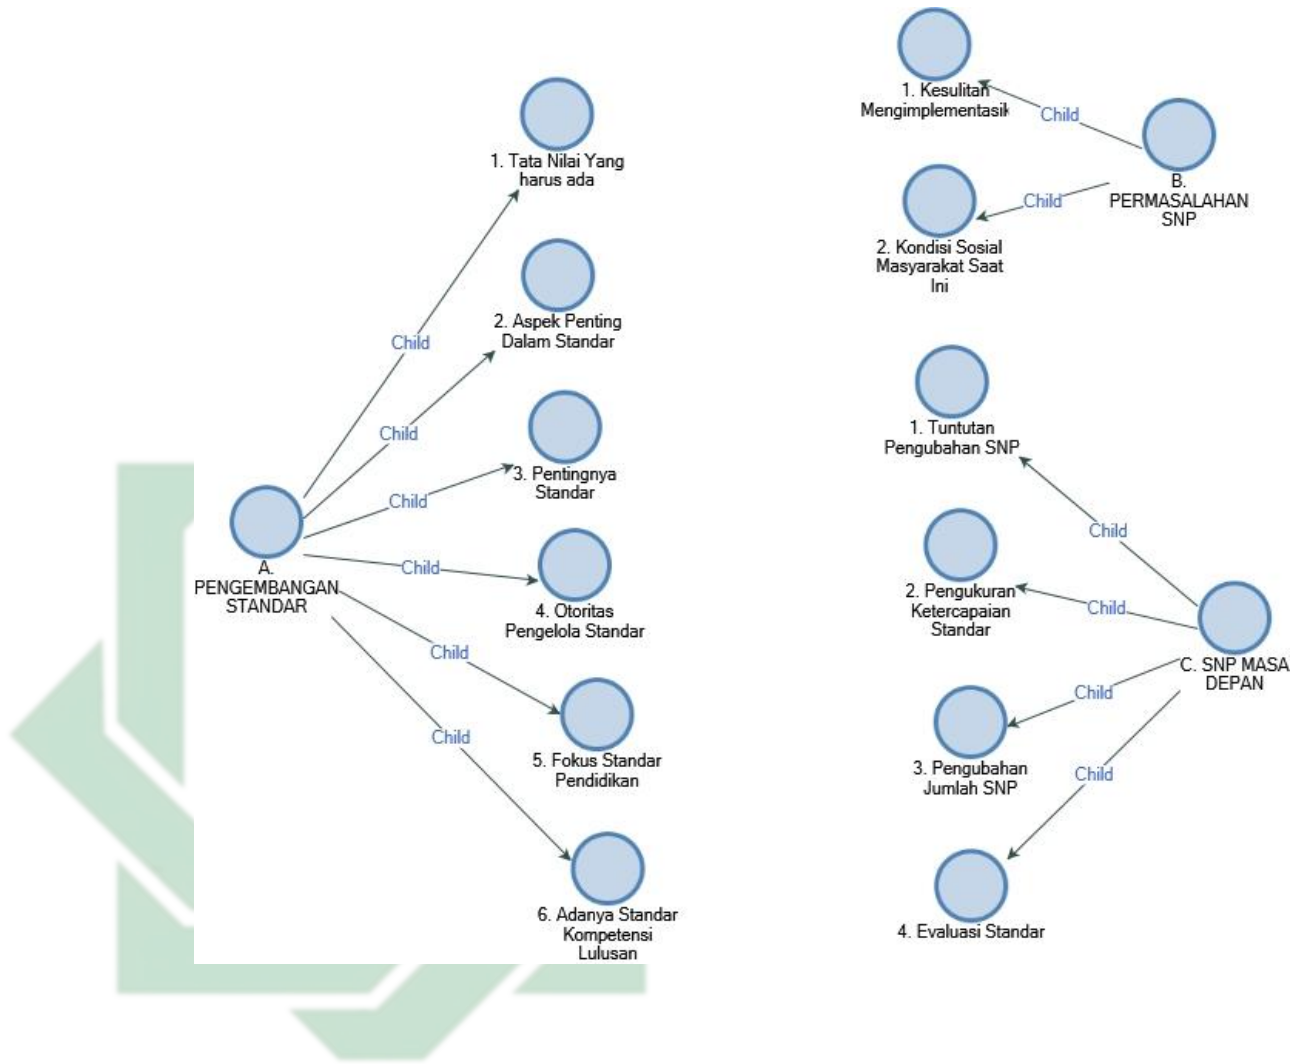 1. Tata Nilai Yang
harus ada
Child
2. Aspek Penting
Dalam Standar
Child
3. Pentingnya
Standar
Child
A.
PENGEMBANGAN
STANDAR
Child
4. Otoritas
Pengelola Standar
Child
5. Fokus Standar
Pendidikan
Child
6. Adanya Standar
Kompetensi
Lulusan
1. Kesulitan
Mengimplementasik
Child
B.
PERMASALAHAN
SNP
Child
2. Kondisi Sosial
Masyarakat Saat
Ini
1. Tuntutan
Pengubahan SNP
Child
2. Pengukuran
Ketercapaian
Standar
Child
C. SNP MASA
DEPAN
Child
3. Pengubahan
Jumlah SNP
Child
4. Evaluasi Standar